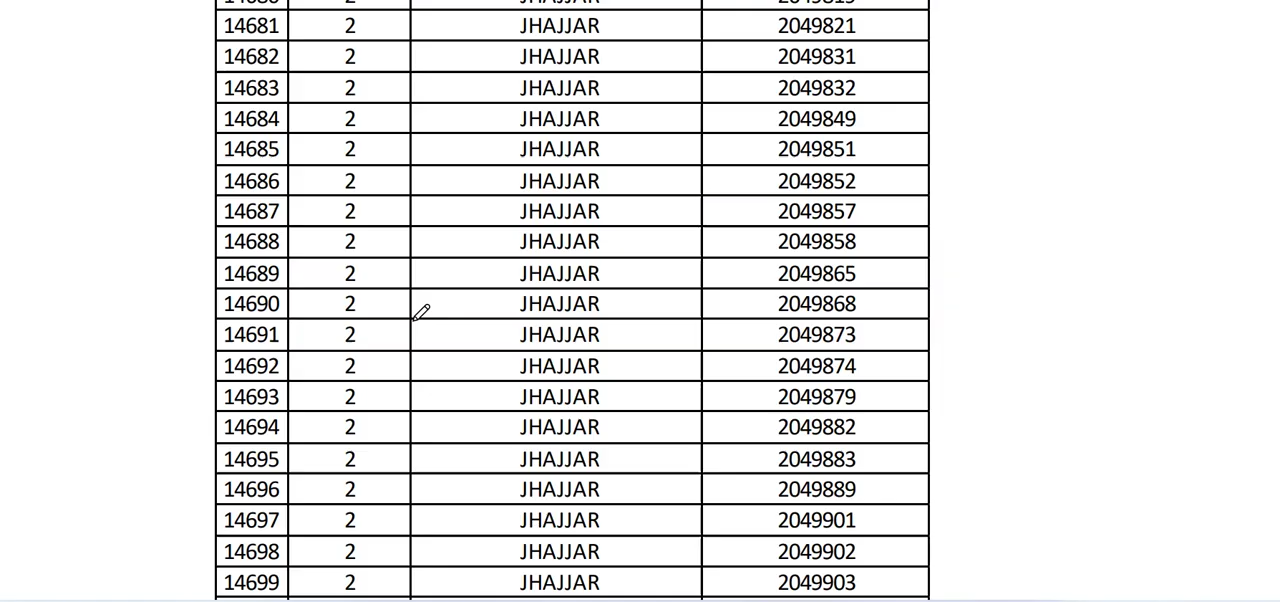 14681 2 JHAJJAR 2049821
14682 2 JHAJJAR 2049831
14683 2 JHAJJAR 2049832
14684 2 JHAJJAR 2049849
14685 2 JHAJJAR 2049851
14686 2 JHAJJAR 2049852
14687 2 JHAJJAR 2049857
14688 2 JHAJJAR 2049858
14689 2 JHAJJAR 2049865
14690 2 JHAJJAR 2049868
14691 2 JHAJJAR 2049873
14692 2 JHAJJAR 2049874
14693 2 JHAJJAR 2049879
14694 2 JHAJJAR 2049882
14695 2 JHAJJAR 2049883
14696 2 JHAJJAR 2049889
14697 2 JHAJJAR 2049901
14698 2 JHAJJAR 2049902
14699 2 JHAJJAR 2049903